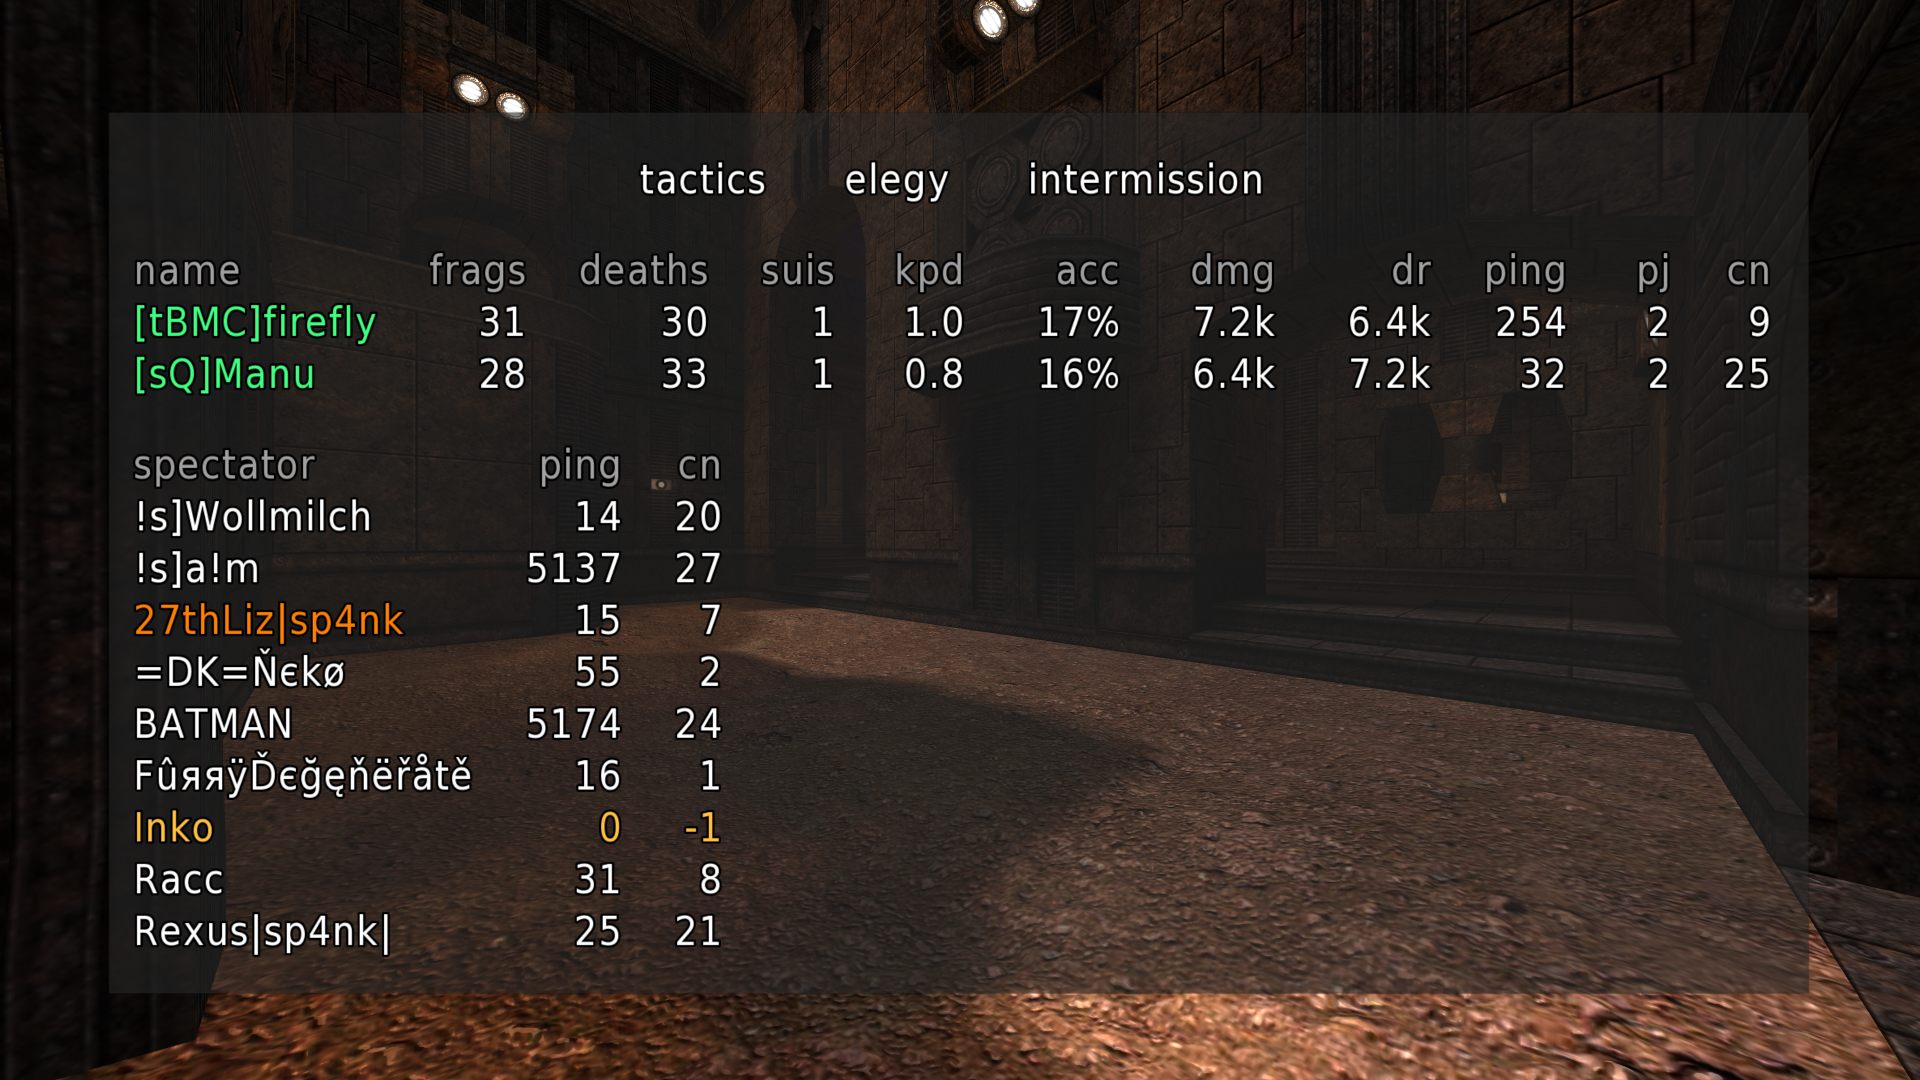 tactics elegy intermission
name frags deaths suis kpd acc dmg dr ping pj cn
[tBMC]firefly 31 30 1 1.0 17% 7.2k 6.4k 254 2 9
[sQ]Manu 28 33 1 0.8 16% 6.4k 7.2k 32 2 25
spectator ping cn
!s]Wollmilch 14 20
!s]a!m 5137 27
27thLiz|sp4nk 15 7
=DK=Ňєkø 55 2
BATMAN 5174 24
FûяяÿĎєğęňëřåtě 16 1
Inko 0 -1
Racc 31 8
Rexus|sp4nk| 25 21